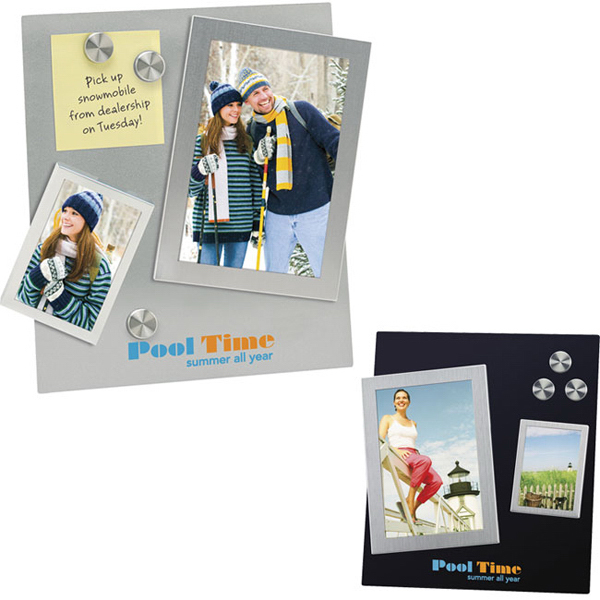 Pick up
snowmobile
from dealership
on Tuesday!
Pool Time
summer all year
Pool Time
summer all year